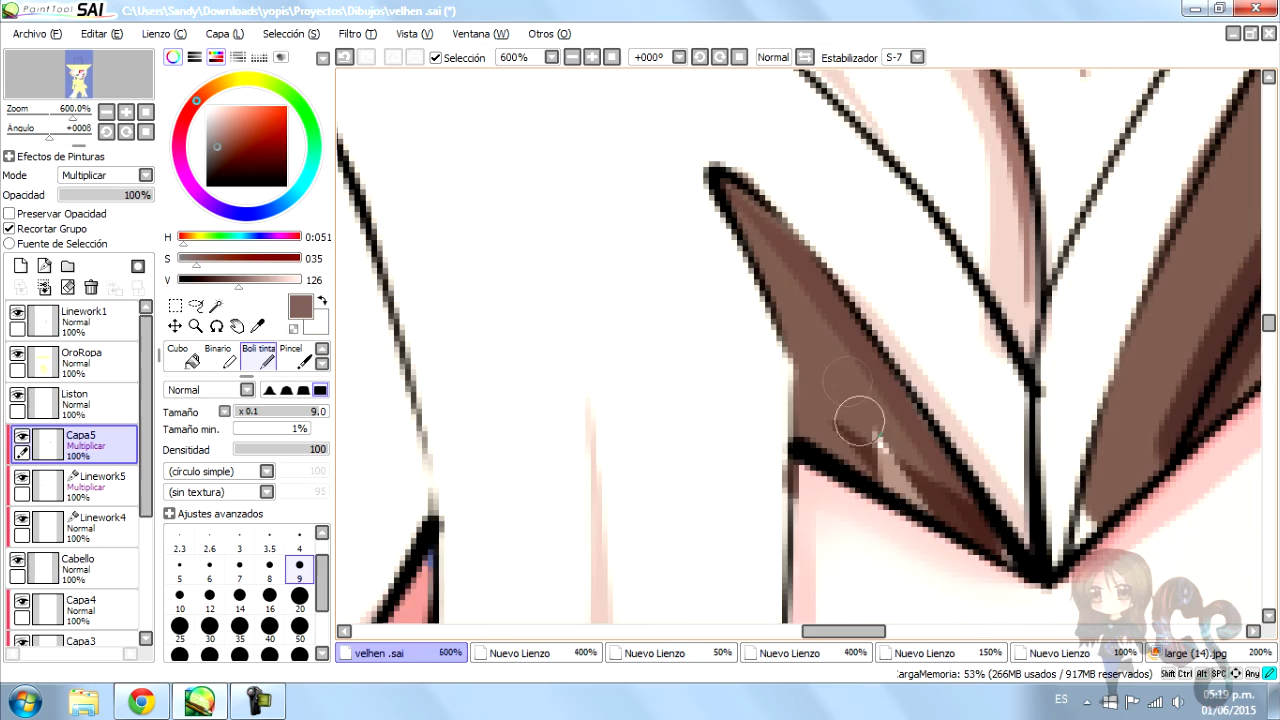 PaintTool SAI C:\Users\Sandy\Downloads\yopis\Proyectos\Dibujos\velhen .sai (*)
Archivo (F) Editar (E) Lienzo (C) Capa (L) Selección (S) Filtro (T) Vista (V) Ventana (W) Otros (O)
Selección 600% +000° Normal Estabilizador S-7
Zoom 600.0%
Ángulo +000ß
Efectos de Pinturas
Mode Multiplicar
Opacidad 100%
Preservar Opacidad
Recortar Grupo
Fuente de Selección
Linework1
Normal
100%
OroRopa
Normal
100%
Liston
Normal
100%
Capa5
Multiplicar
100%
Linework5
Multiplicar
100%
Linework4
Normal
100%
Cabello
Normal
100%
Capa4
Normal
100%
Capa3
H 0:051
S 035
V 126
Cubo Binario Boli tinta Pincel
Normal
Tamaño x 0.1 9.0
Tamaño min. 1%
Densitidad 100
(círculo simple) 100
(sin textura) 95
Ajustes avanzados
2.3 2.6 3 3.5 4
5 6 7 8 9
10 12 14 16 20
25 30 35 40 50
velhen .sai 600% Nuevo Lienzo 400% Nuevo Lienzo 50% Nuevo Lienzo 400% Nuevo Lienzo 150% Nuevo Lienzo 100% large (14).jpg 200%
largaMemoria: 53% (266MB usados / 917MB reservados) Shift Ctrl Alt SPC Any
ES 05:19 p.m.
01/06/2015